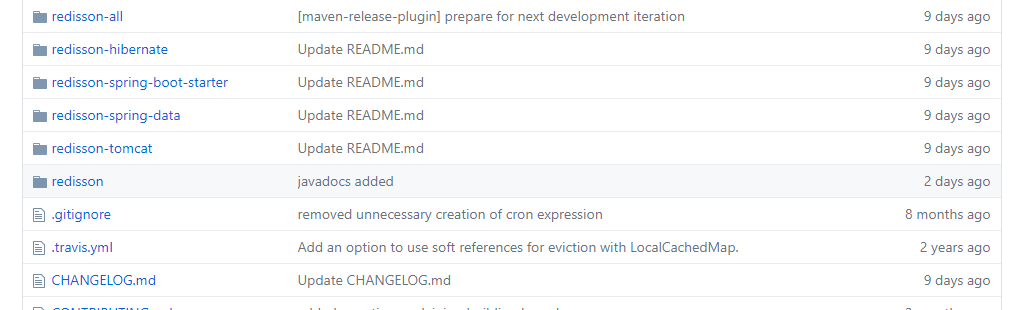 redisson-all [maven-release-plugin] prepare for next development iteration 9 days ago
redisson-hibernate Update README.md 9 days ago
redisson-spring-boot-starter Update README.md 9 days ago
redisson-spring-data Update README.md 9 days ago
redisson-tomcat Update README.md 9 days ago
redisson javadocs added 2 days ago
.gitignore removed unnecessary creation of cron expression 8 months ago
.travis.yml Add an option to use soft references for eviction with LocalCachedMap. 2 years ago
CHANGELOG.md Update CHANGELOG.md 9 days ago